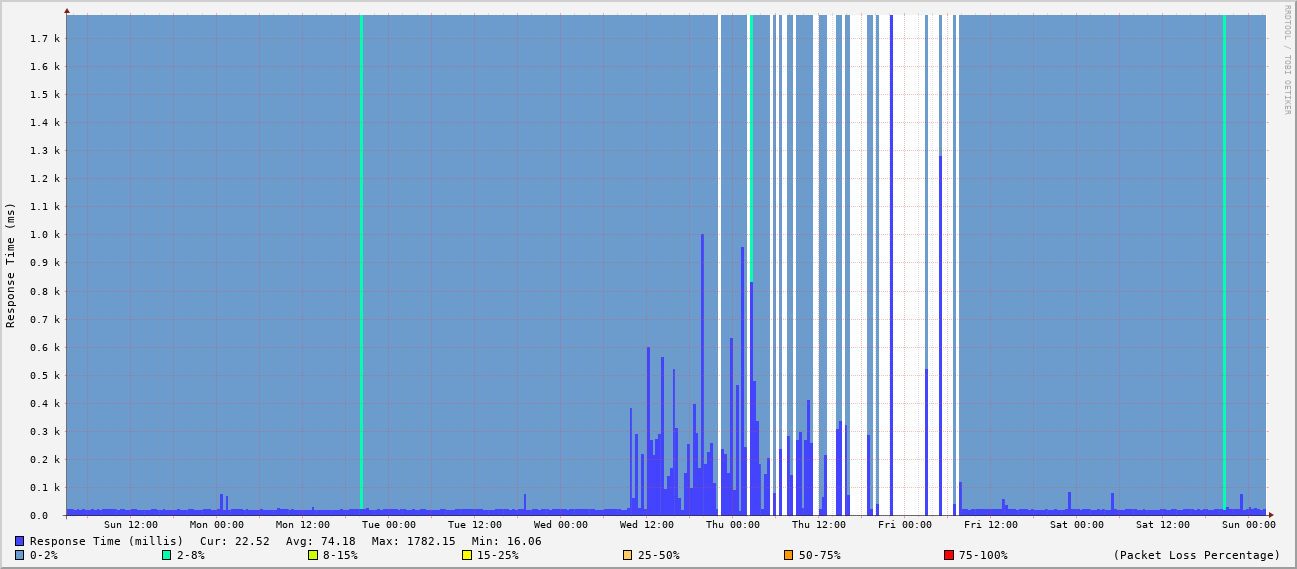 RRDTOOL / TOBI OETIKER
Response Time (ms)
1.7 k
1.6 k
1.5 k
1.4 k
1.3 k
1.2 k
1.1 k
1.0 k
0.9 k
0.8 k
0.7 k
0.6 k
0.5 k
0.4 k
0.3 k
0.2 k
0.1 k
0.0
Sun 12:00 Mon 00:00 Mon 12:00 Tue 00:00 Tue 12:00 Wed 00:00 Wed 12:00 Thu 00:00 Thu 12:00 Fri 00:00 Fri 12:00 Sat 00:00 Sat 12:00 Sun 00:00
Response Time (millis) Cur: 22.52 Avg: 74.18 Max: 1782.15 Min: 16.06
0-2% 2-8% 8-15% 15-25% 25-50% 50-75% 75-100% (Packet Loss Percentage)